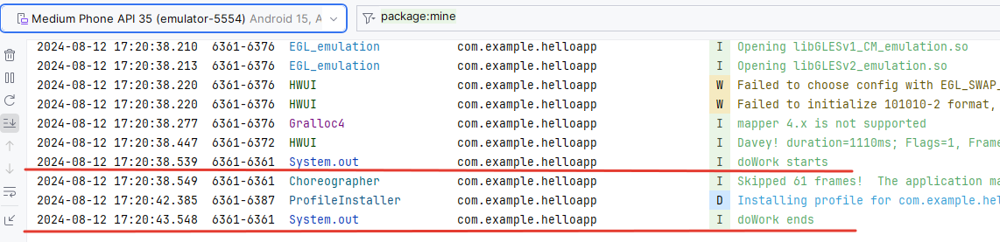 Medium Phone API 35 (emulator-5554) Android 15, A
package:mine
2024-08-12 17:20:38.210 6361-6376 EGL_emulation com.example.helloapp I Opening libGLESv1_CM_emulation.so
2024-08-12 17:20:38.213 6361-6376 EGL_emulation com.example.helloapp I Opening libGLESv2_emulation.so
2024-08-12 17:20:38.220 6361-6376 HWUI com.example.helloapp W Failed to choose config with EGL_SWAP_
2024-08-12 17:20:38.220 6361-6376 HWUI com.example.helloapp W Failed to initialize 101010-2 format,
2024-08-12 17:20:38.277 6361-6376 Gralloc4 com.example.helloapp I mapper 4.x is not supported
2024-08-12 17:20:38.447 6361-6372 HWUI com.example.helloapp I Davey! duration=1110ms; Flags=1, Frame
2024-08-12 17:20:38.539 6361-6361 System.out com.example.helloapp I doWork starts
2024-08-12 17:20:38.549 6361-6361 Choreographer com.example.helloapp I Skipped 61 frames! The application ma
2024-08-12 17:20:42.385 6361-6387 ProfileInstaller com.example.helloapp D Installing profile for com.example.hel
2024-08-12 17:20:43.548 6361-6361 System.out com.example.helloapp I doWork ends